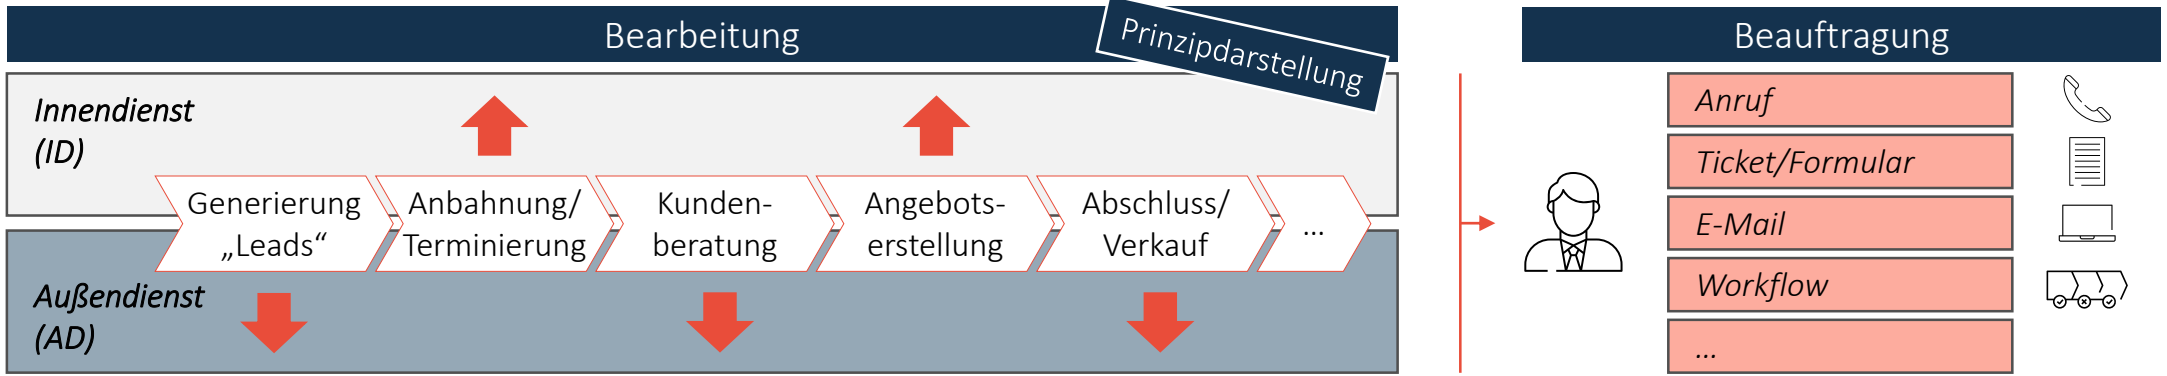 Bearbeitung
Prinzipdarstellung
Innendienst
(ID)
Generierung
„Leads“
Anbahnung/
Terminierung
Kunden-
beratung
Angebots-
erstellung
Abschluss/
Verkauf
...
Außendienst
(AD)
Beauftragung
Anruf
Ticket/Formular
E-Mail
Workflow
...